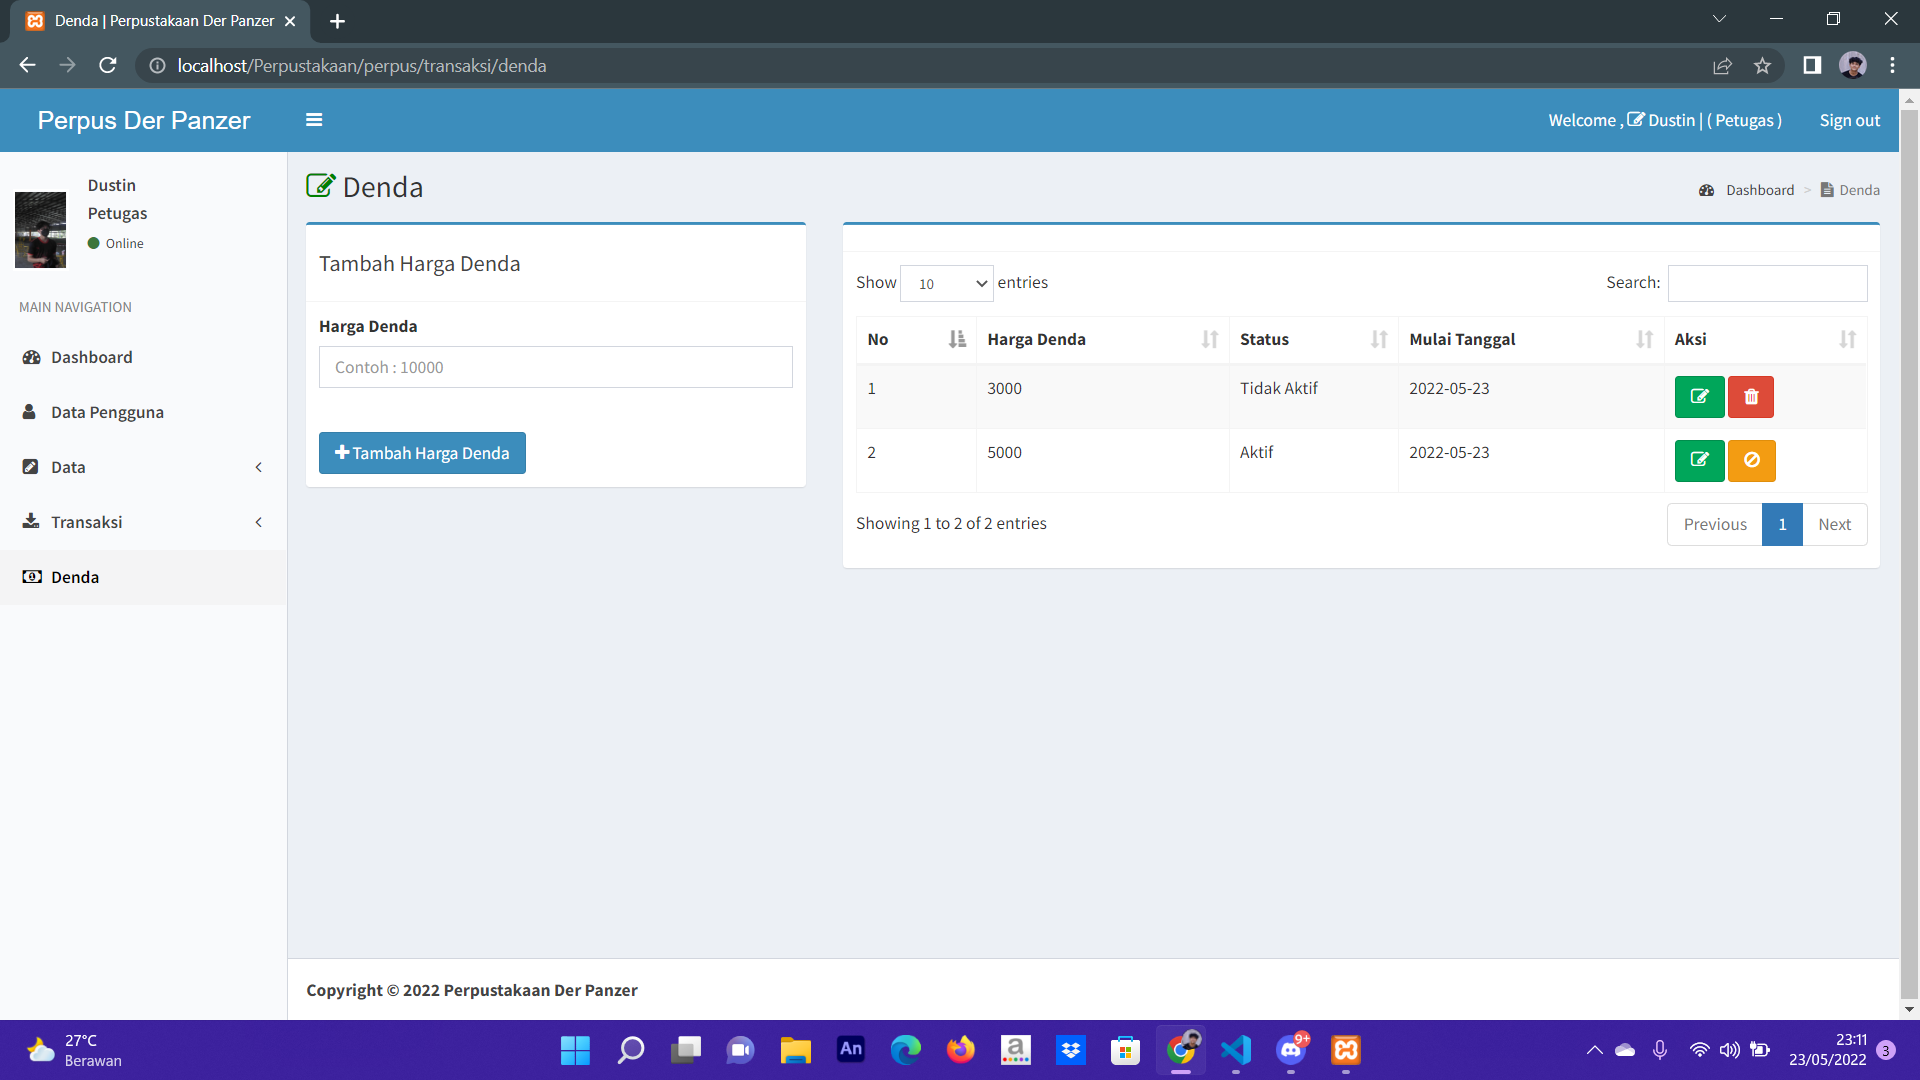 Denda | Perpustakaan Der Panzer
localhost/Perpustakaan/perpus/transaksi/denda
Perpus Der Panzer
Welcome , Dustin | ( Petugas )
Sign out
Dustin
Petugas
Online
MAIN NAVIGATION
Dashboard
Data Pengguna
Data
Transaksi
Denda
Denda
Dashboard > Denda
Tambah Harga Denda
Harga Denda
Contoh : 10000
Tambah Harga Denda
Show 10 entries
Search:
No Harga Denda Status Mulai Tanggal Aksi
1 3000 Tidak Aktif 2022-05-23
2 5000 Aktif 2022-05-23
Showing 1 to 2 of 2 entries
Previous 1 Next
Copyright © 2022 Perpustakaan Der Panzer
27°C
Berawan
An
a
9+
23:11
23/05/2022
3